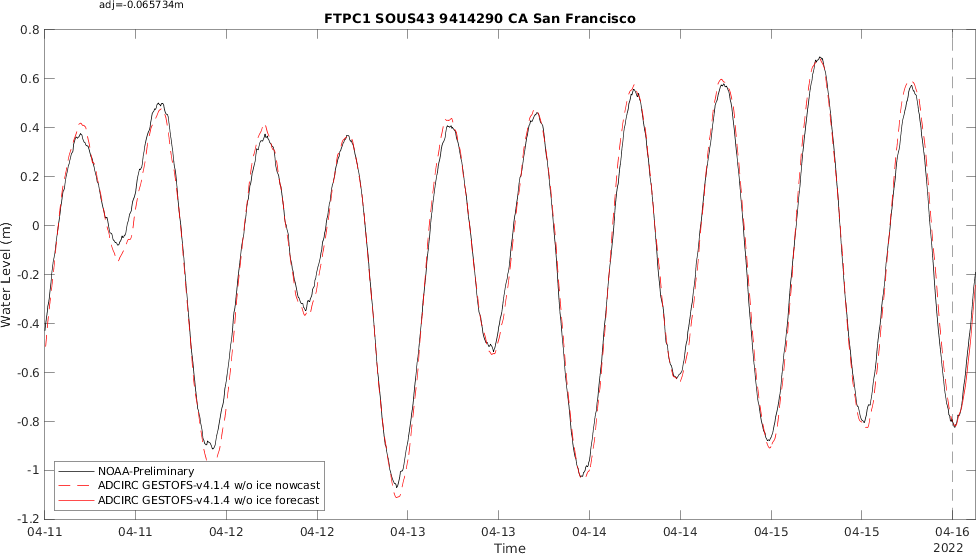 adj=-0.065734m
FTPC1 SOUS43 9414290 CA San Francisco
Water Level (m)
0.8
0.6
0.4
0.2
0
-0.2
-0.4
-0.6
-0.8
-1
-1.2
NOAA-Preliminary
ADCIRC GESTOFS-v4.1.4 w/o ice nowcast
ADCIRC GESTOFS-v4.1.4 w/o ice forecast
04-11 04-11 04-12 04-12 04-13 04-13 04-14 04-14 04-15 04-15 04-16
Time
2022